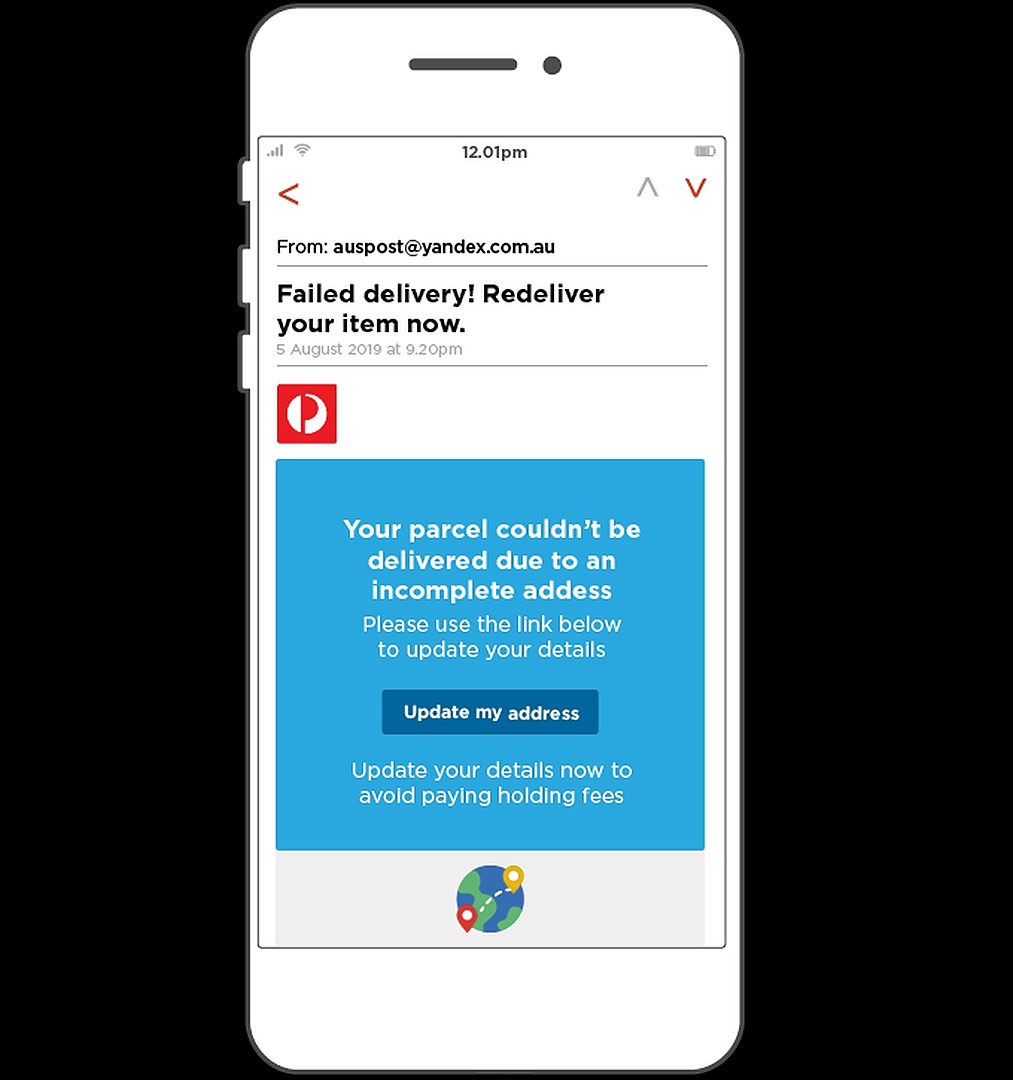 12.01pm
From: auspost@yandex.com.au
Failed delivery! Redeliver
your item now.
5 August 2019 at 9.20pm
Your parcel couldn’t be
delivered due to an
incomplete addess
Please use the link below
to update your details
Update my address
Update your details now to
avoid paying holding fees